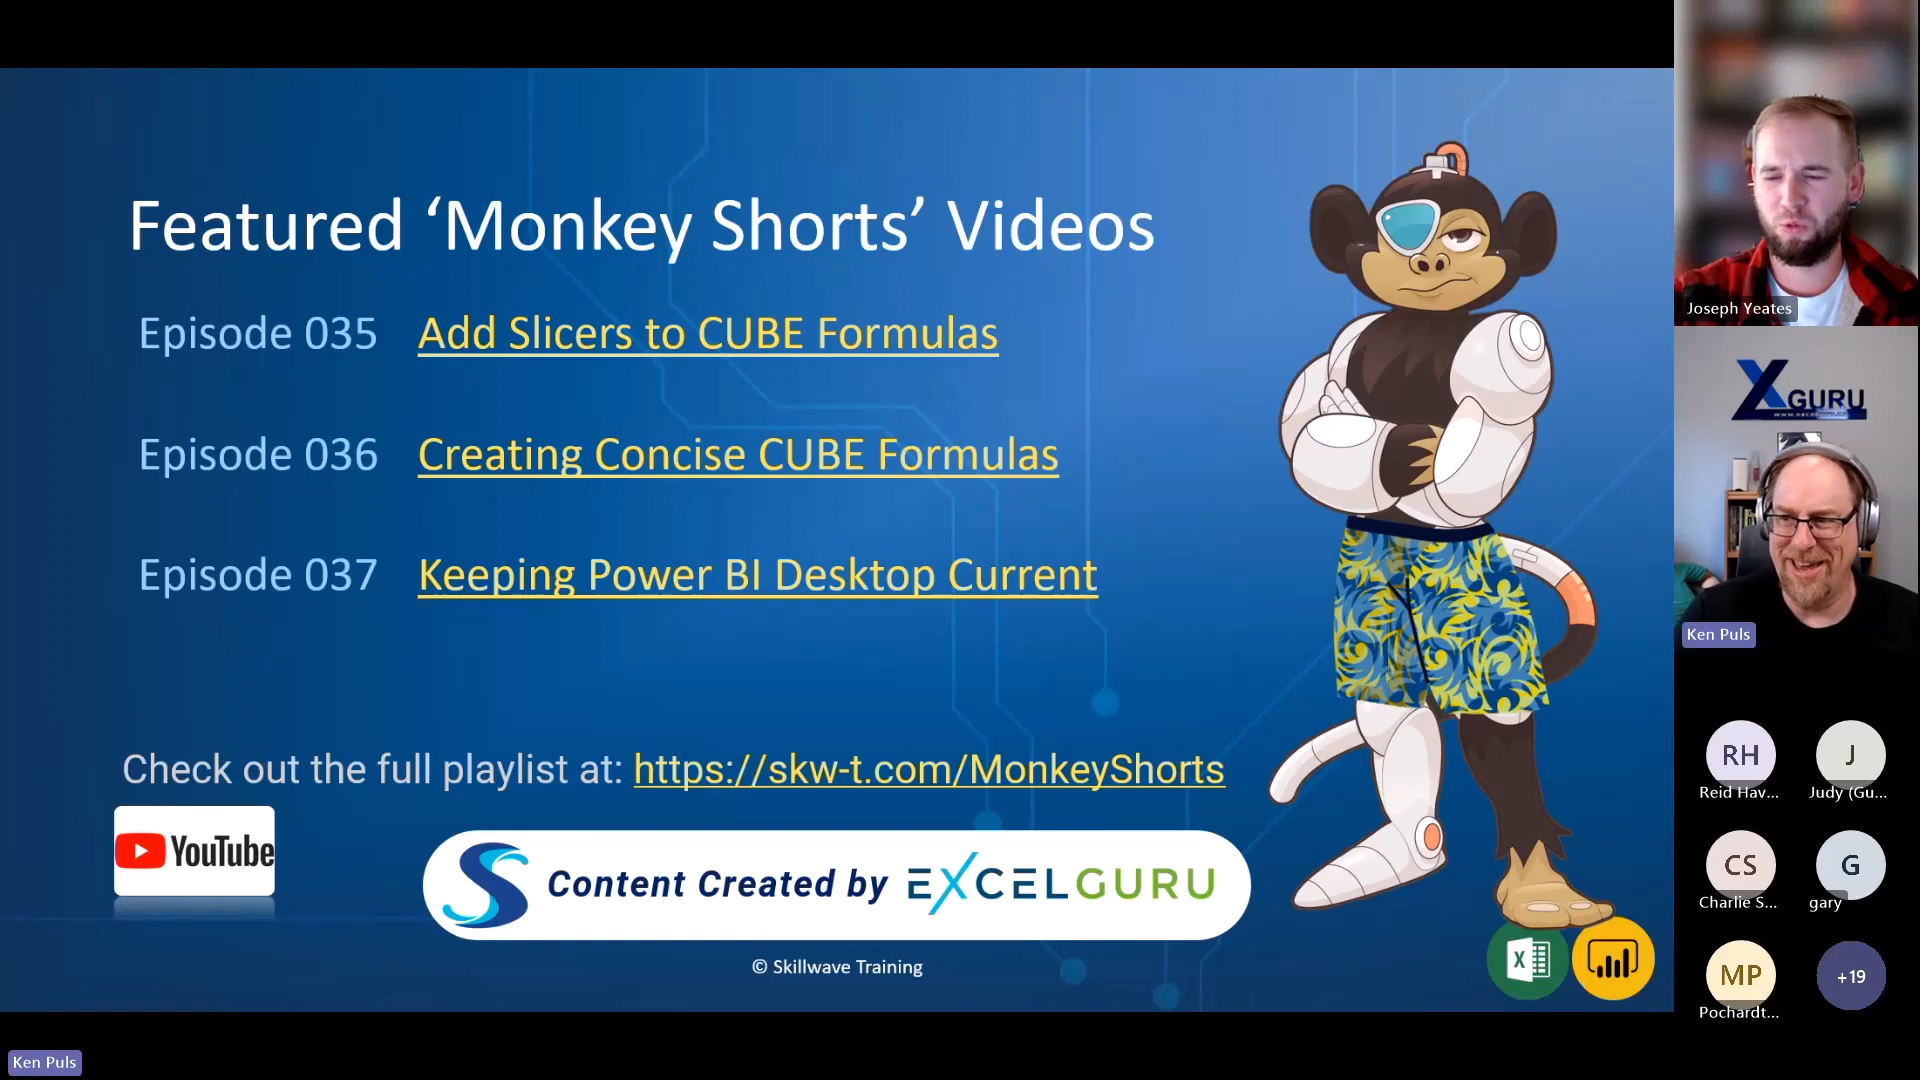 Featured ‘Monkey Shorts’ Videos
Episode 035 Add Slicers to CUBE Formulas
Episode 036 Creating Concise CUBE Formulas
Episode 037 Keeping Power BI Desktop Current
Check out the full playlist at: https://skw-t.com/MonkeyShorts
YouTube
Content Created by EXCELGURU
© Skillwave Training
X
Ken Puls
Joseph Yeates
XGURU
Ken Puls
RH
J
Reid Hav...
Judy (Gu...
CS
G
Charlie S...
gary
MP
+19
Pochardt...